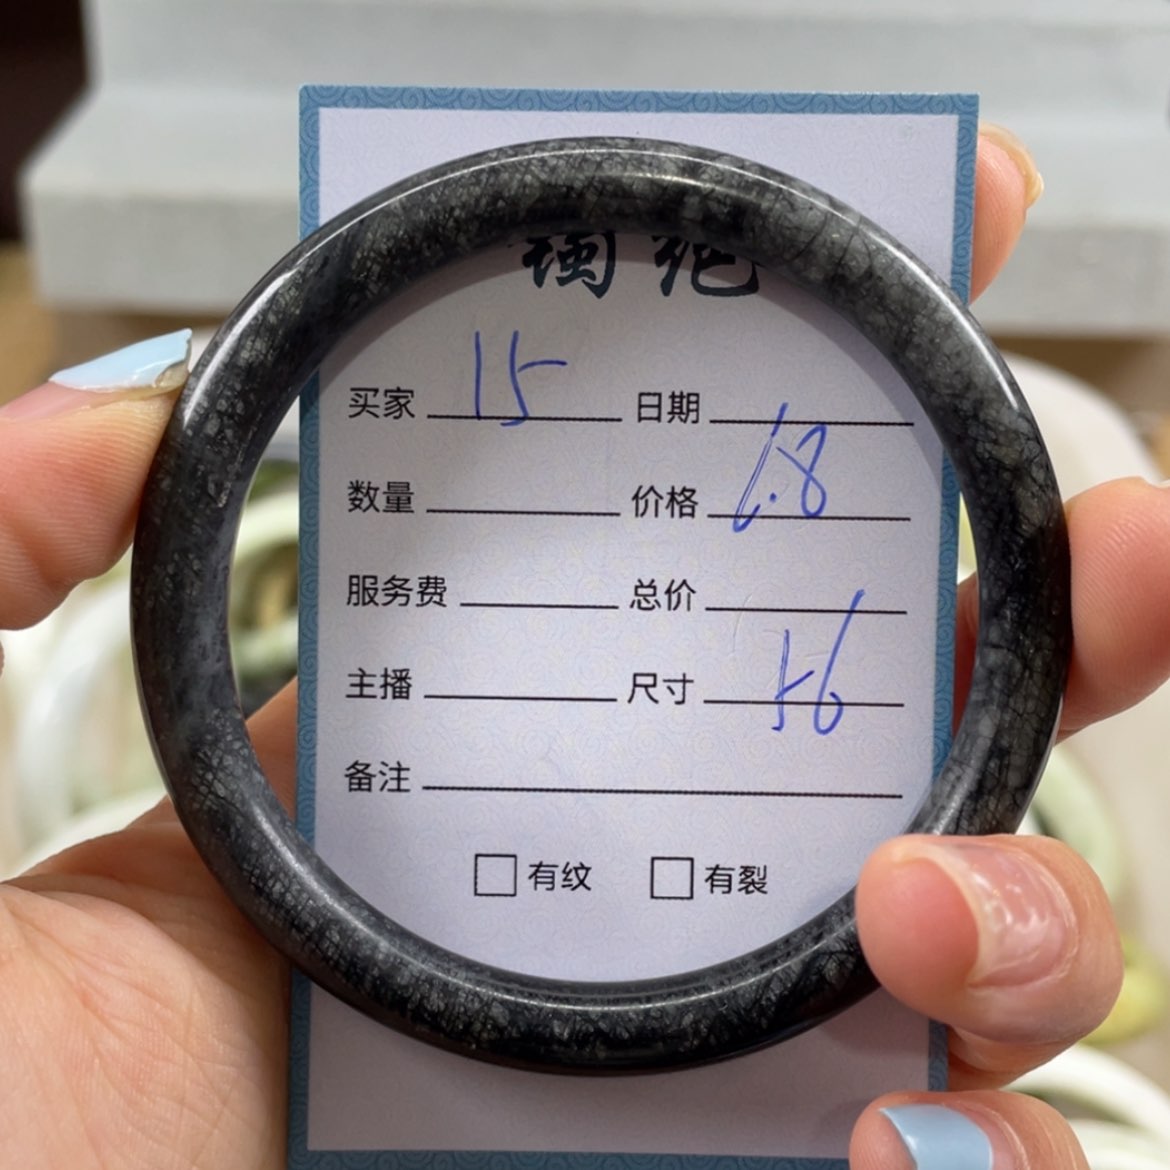 买家 15 日期
数量 价格 6.8
服务费 总价
主播 尺寸 56
备注
□有纹 □有裂